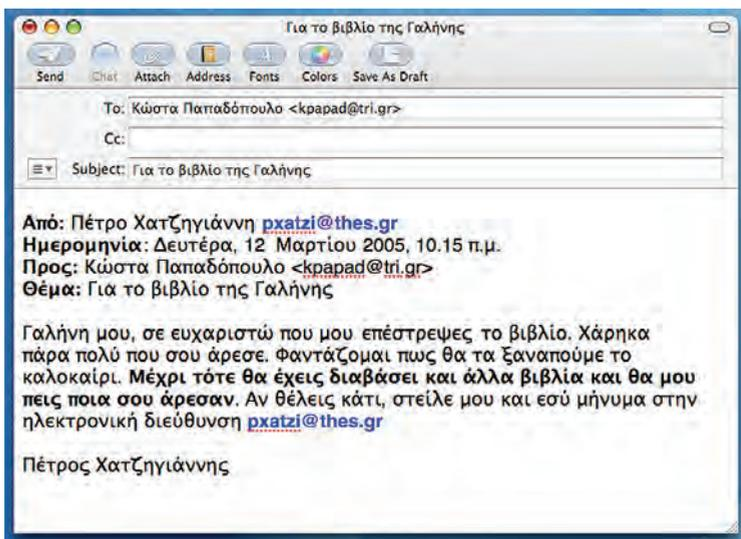 Για το βιβλίο της Γαλήνης
Send Chat Attach Address Fonts Colors Save As Draft
To: Κώστα Παπαδόπουλο <kpapad@tri.gr>
Cc:
Subject: Για το βιβλίο της Γαλήνης
Από: Πέτρο Χατζηγιάννη pxatzi@thes.gr
Ημερομηνία: Δευτέρα, 12 Μαρτίου 2005, 10.15 π.μ.
Προς: Κώστα Παπαδόπουλο <kpapad@tri.gr>
Θέμα: Για το βιβλίο της Γαλήνης
Γαλήνη μου, σε ευχαριστώ που μου επέστρεψες το βιβλίο. Χάρηκα
πάρα πολύ που σου άρεσε. Φαντάζομαι πως θα τα ξαναπούμε το
καλοκαίρι. Μέχρι τότε θα έχεις διαβάσει και άλλα βιβλία και θα μου
πεις ποια σου άρεσαν. Αν θέλεις κάτι, στείλε μου και εσύ μήνυμα στην
ηλεκτρονική διεύθυνση pxatzi@thes.gr
Πέτρος Χατζηγιάννης